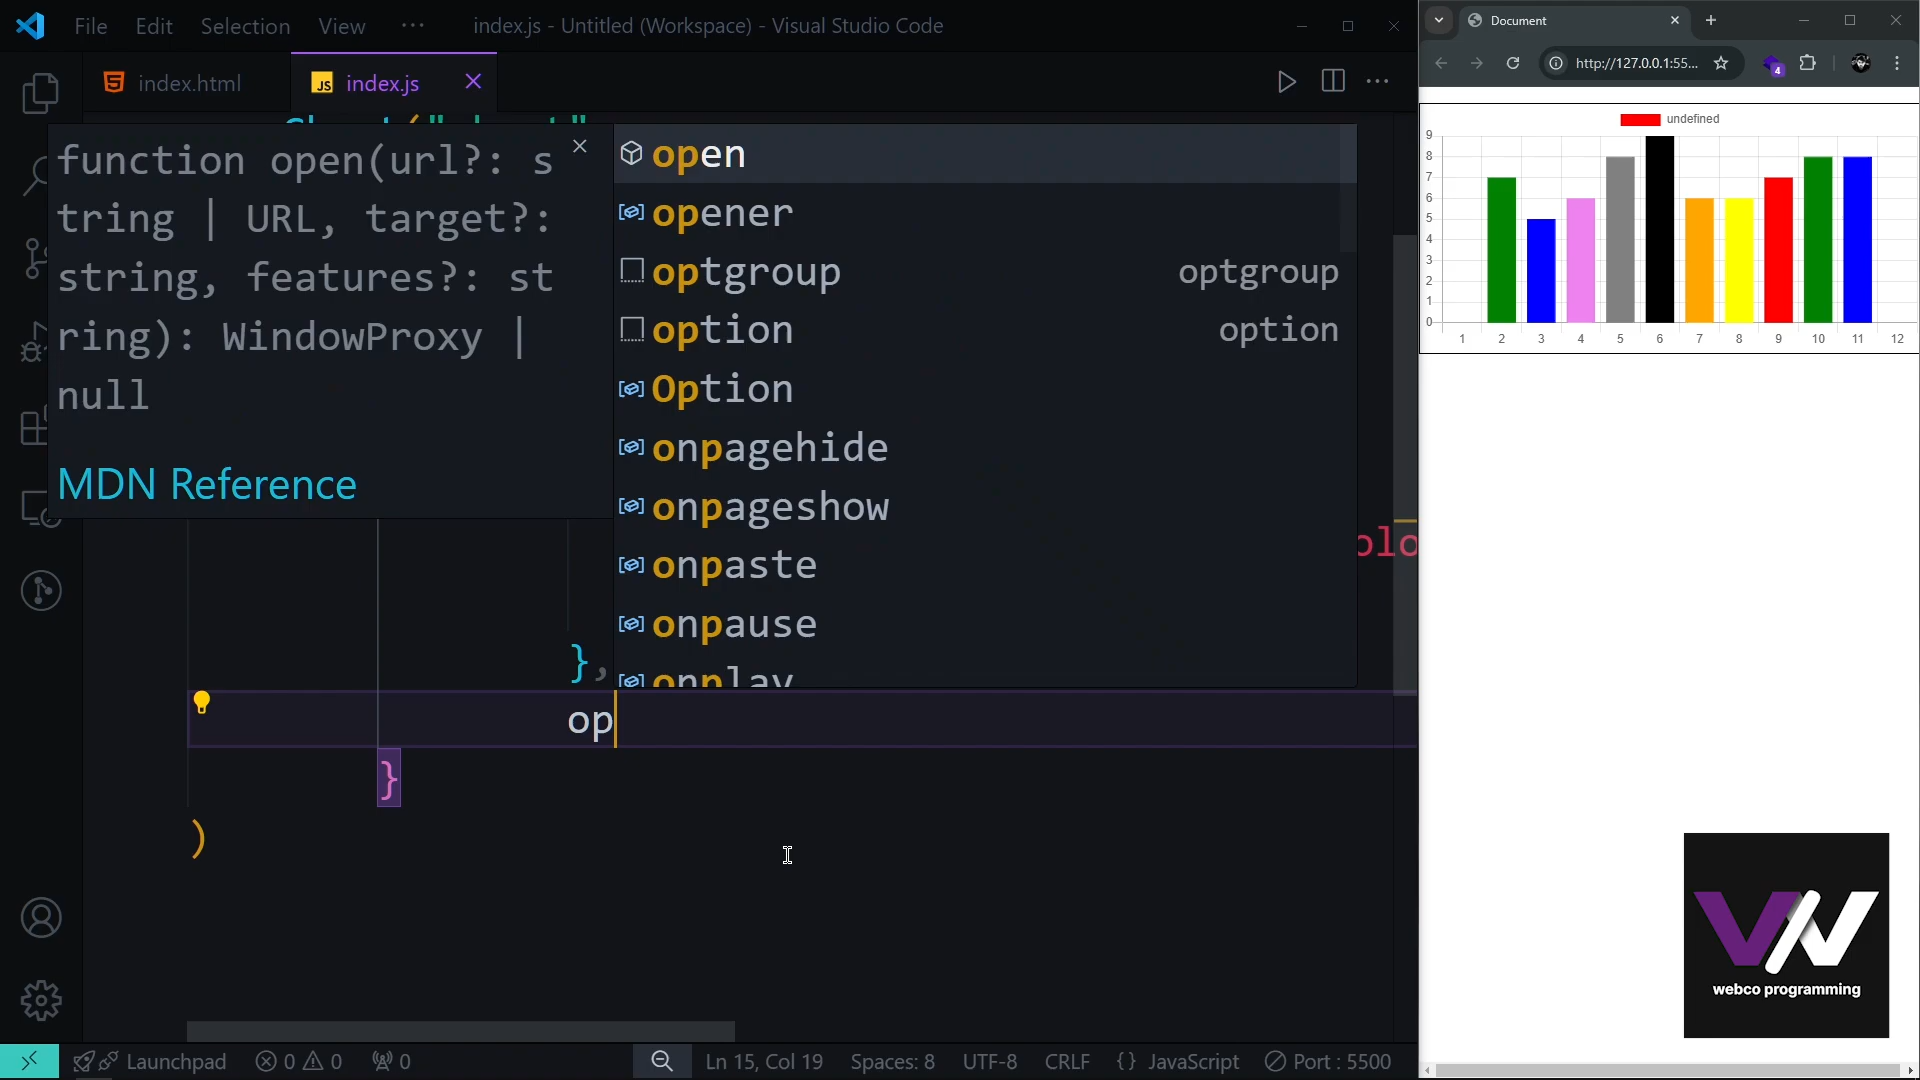 File Edit Selection View ··· index.js - Untitled (Workspace) - Visual Studio Code
index.html index.js
function open(url?: s
tring | URL, target?:
string, features?: st
ring): WindowProxy |
null
MDN Reference
open
opener
optgroup optgroup
option option
Option
onpagehide
onpageshow
onpaste
onpause
onplay
olo
},
op
}
)
Launchpad 0 0 0 Ln 15, Col 19 Spaces: 8 UTF-8 CRLF {} JavaScript Port : 5500
Document
http://127.0.0.1:55...
4
undefined
9
8
7
6
5
4
3
2
1
0
1 2 3 4 5 6 7 8 9 10 11 12
webco programming